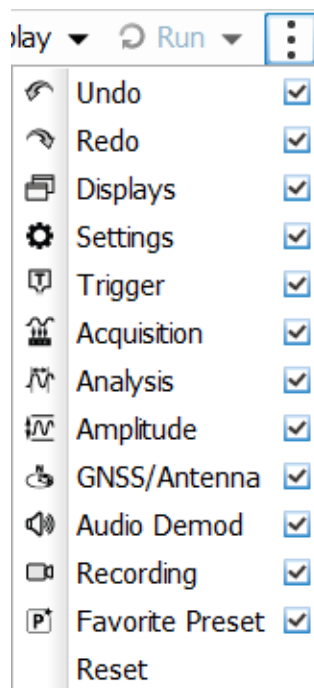 lay Run
Undo
Redo
Displays
Settings
Trigger
Acquisition
Analysis
Amplitude
GNSS/Antenna
Audio Demod
Recording
Favorite Preset
Reset